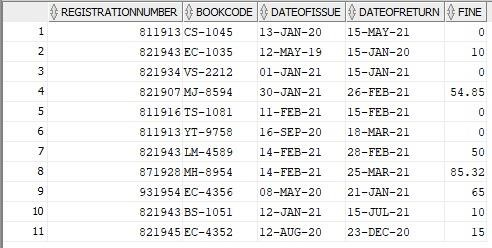 REGISTRATIONNUMBER BOOKCODE DATEOFISSUE DATEOFRETURN FINE
1 811913 CS-1045 13-JAN-20 15-MAY-21 0
2 821943 EC-1035 12-MAY-19 15-JAN-20 10
3 821934 VS-2212 01-JAN-21 15-JAN-21 0
4 821907 MJ-8594 30-JAN-21 26-FEB-21 54.85
5 811916 TS-1081 11-FEB-21 15-FEB-21 0
6 811913 YT-9758 16-SEP-20 18-MAR-21 0
7 821943 LM-4589 14-FEB-21 28-FEB-21 50
8 871928 MH-8954 14-FEB-21 25-MAR-21 85.32
9 931954 EC-4356 08-MAY-20 21-JAN-21 65
10 821943 BS-1051 12-JAN-21 15-JUL-21 10
11 821945 EC-4352 12-AUG-20 23-DEC-20 15